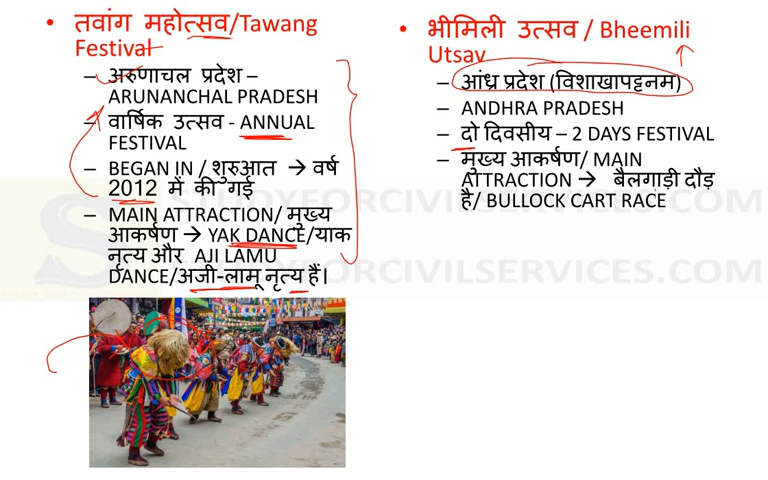 • तवांग महोत्सव/Tawang
Festival
– अरुणाचल प्रदेश –
ARUNANCHAL PRADESH
– वार्षिक उत्सव - ANNUAL
FESTIVAL
– BEGAN IN / शुरुआत → वर्ष
2012 में की गई
– MAIN ATTRACTION/ मुख्य
आकर्षण → YAK DANCE/याक
नृत्य और AJI LAMU
DANCE/अजी-लामू नृत्य हैं।
• भीमिली उत्सव / Bheemili
Utsav
– आंध्र प्रदेश (विशाखापट्टनम)
– ANDHRA PRADESH
– दो दिवसीय – 2 DAYS FESTIVAL
– मुख्य आकर्षण/ MAIN
ATTRACTION → बैलगाड़ी दौड़
है/ BULLOCK CART RACE
STUDYFORCIVILSERVICES.COM
STUDYFORCIVILSERVICES.COM